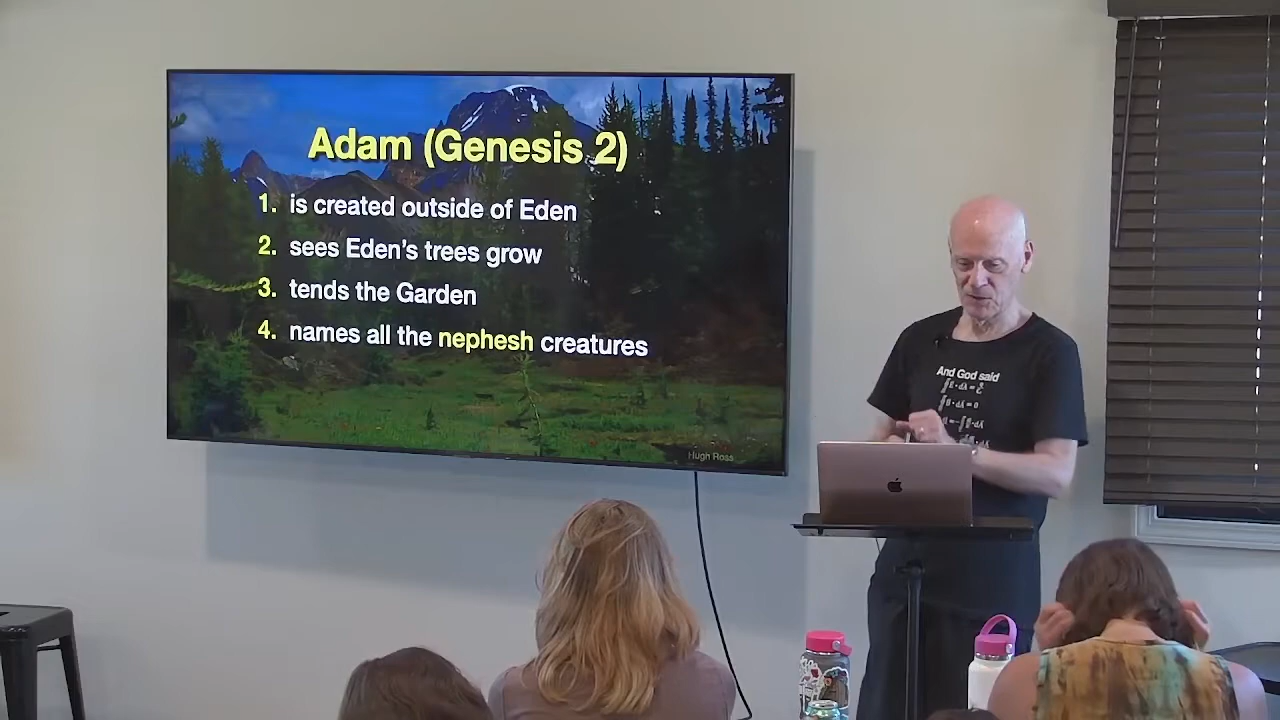 Adam (Genesis 2)
1. is created outside of Eden
2. sees Eden's trees grow
3. tends the Garden
4. names all the nephesh creatures
Hugh Ross
And God said